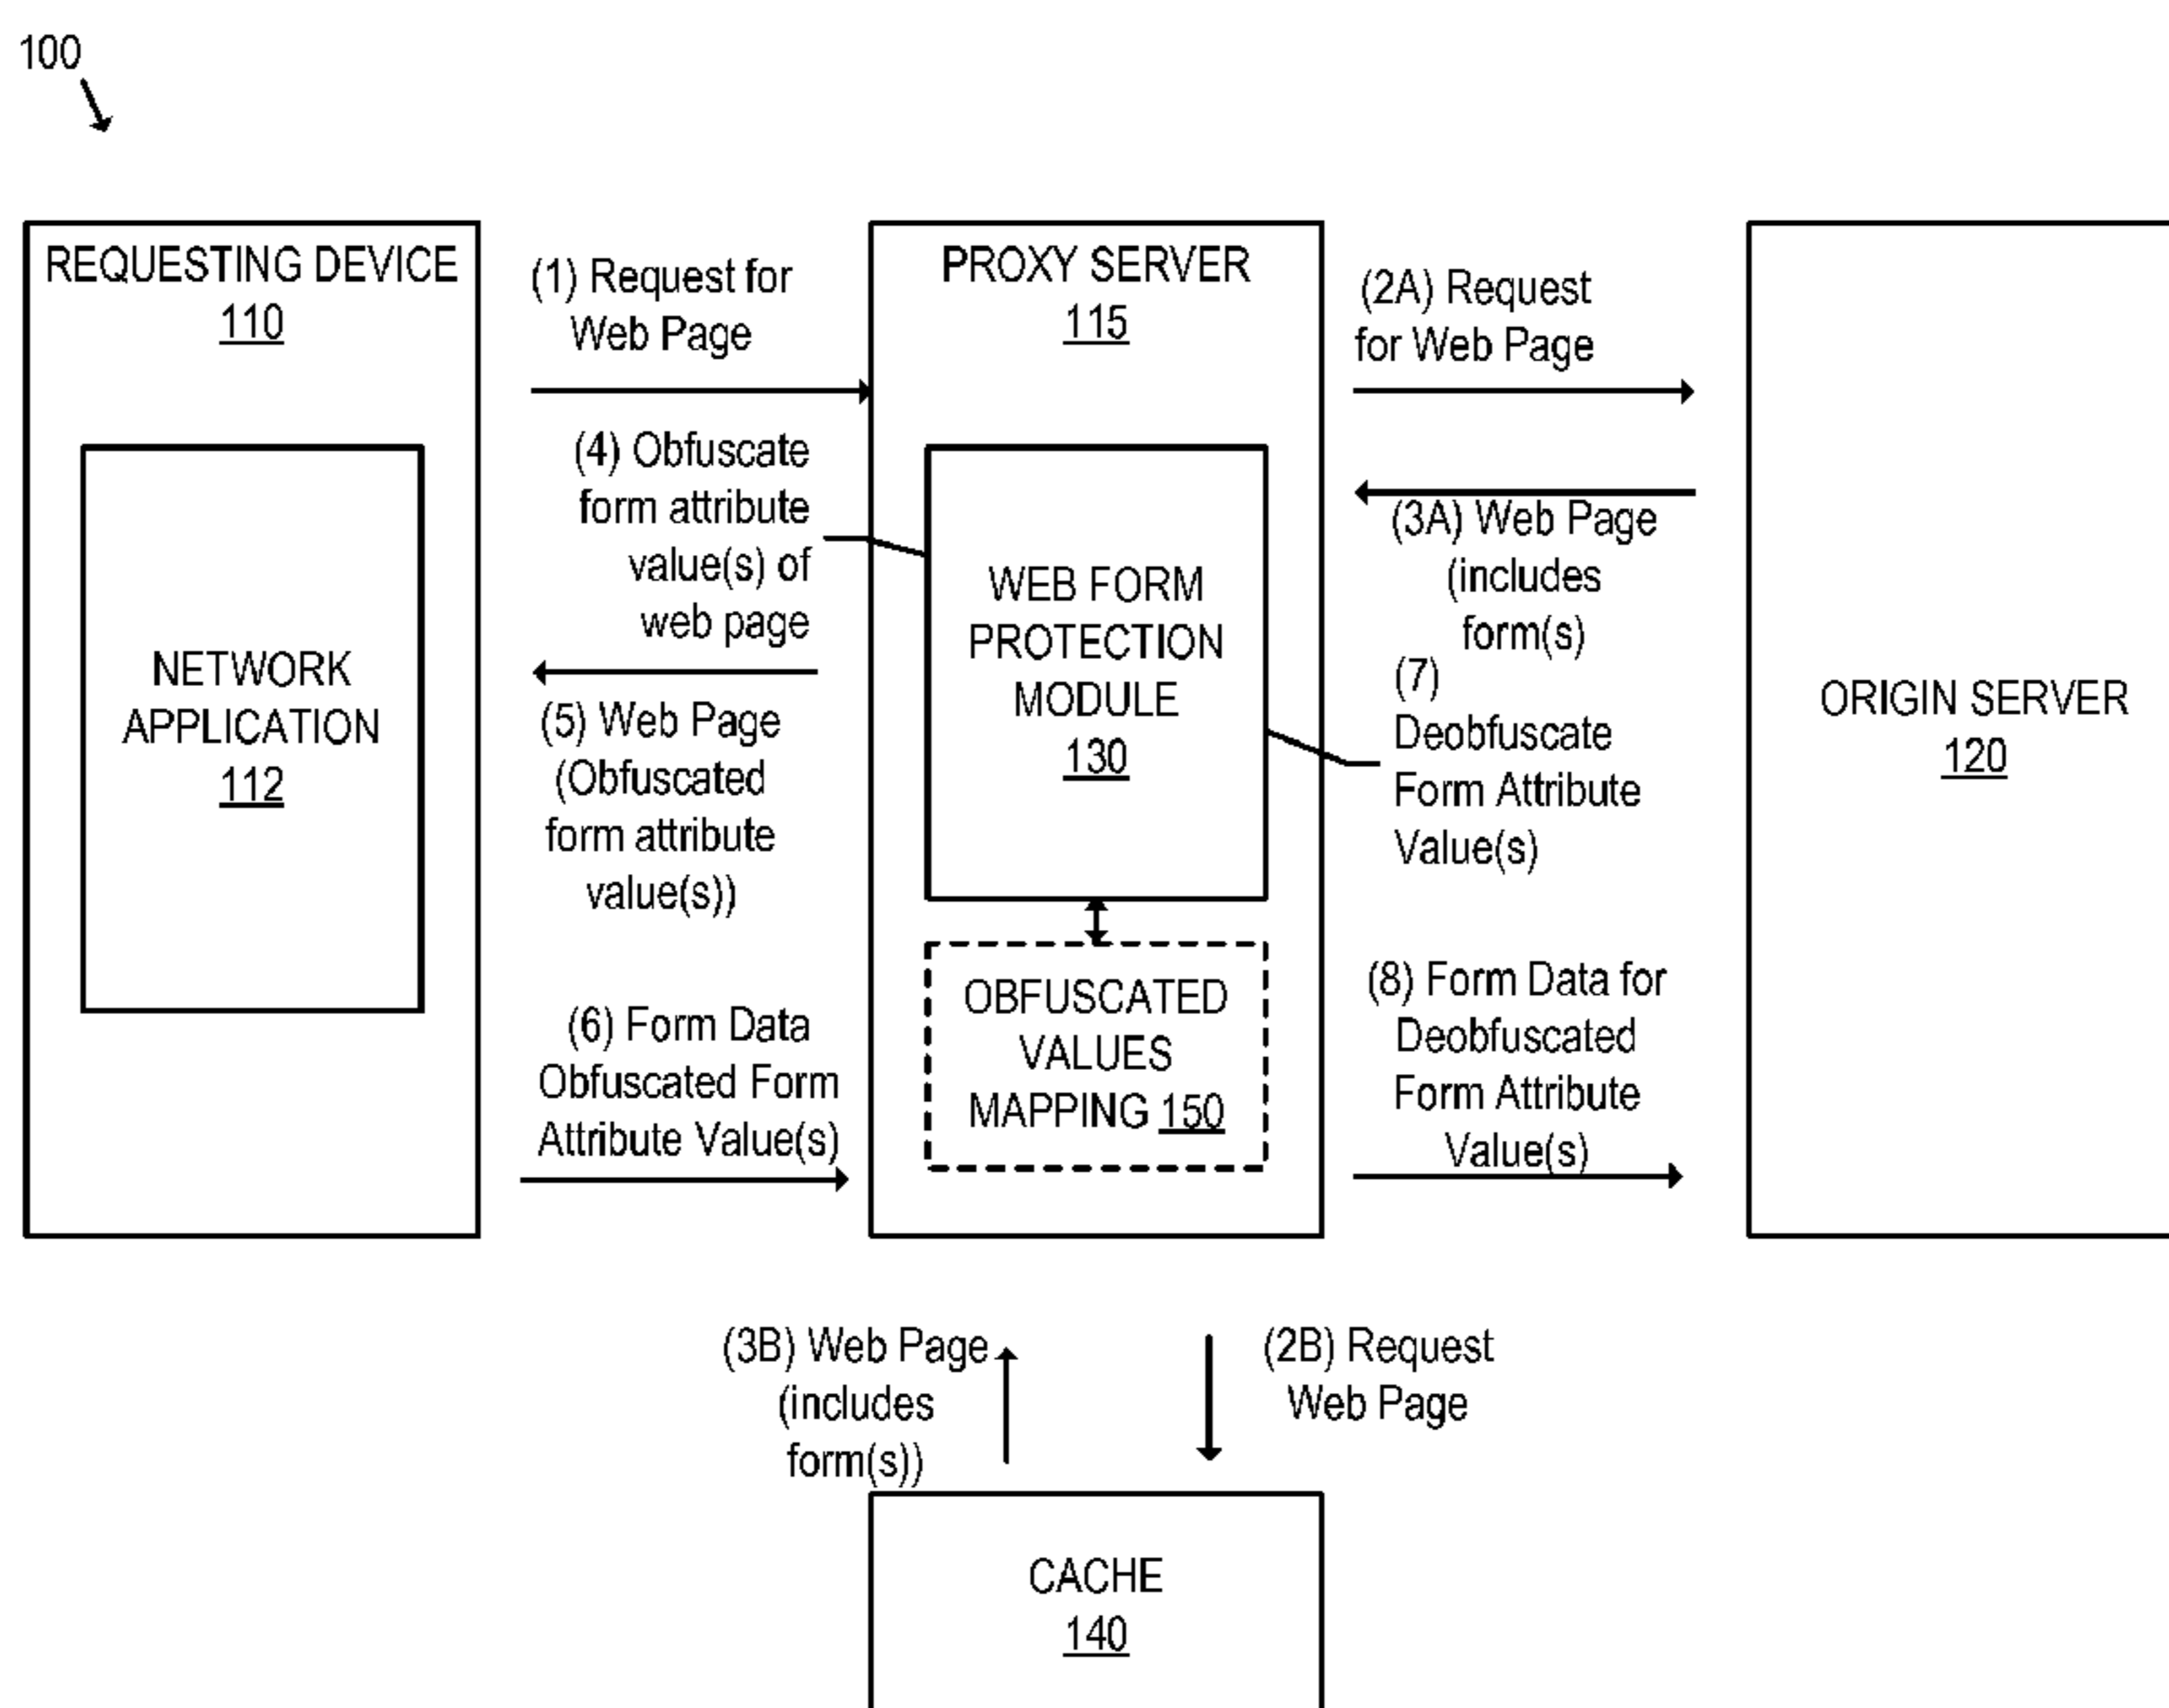 100
REQUESTING DEVICE
110
NETWORK
APPLICATION
112
(1) Request for
Web Page
(4) Obfuscate
form attribute
value(s) of
web page
(5) Web Page
(Obfuscated
form attribute
value(s))
(6) Form Data
Obfuscated Form
Attribute Value(s)
PROXY SERVER
115
WEB FORM
PROTECTION
MODULE
130
OBFUSCATED
VALUES
MAPPING 150
(2A) Request
for Web Page
(3A) Web Page
(includes
form(s)
(7)
Deobfuscate
Form Attribute
Value(s)
(8) Form Data for
Deobfuscated
Form Attribute
Value(s)
ORIGIN SERVER
120
(3B) Web Page
(includes
form(s))
(2B) Request
Web Page
CACHE
140